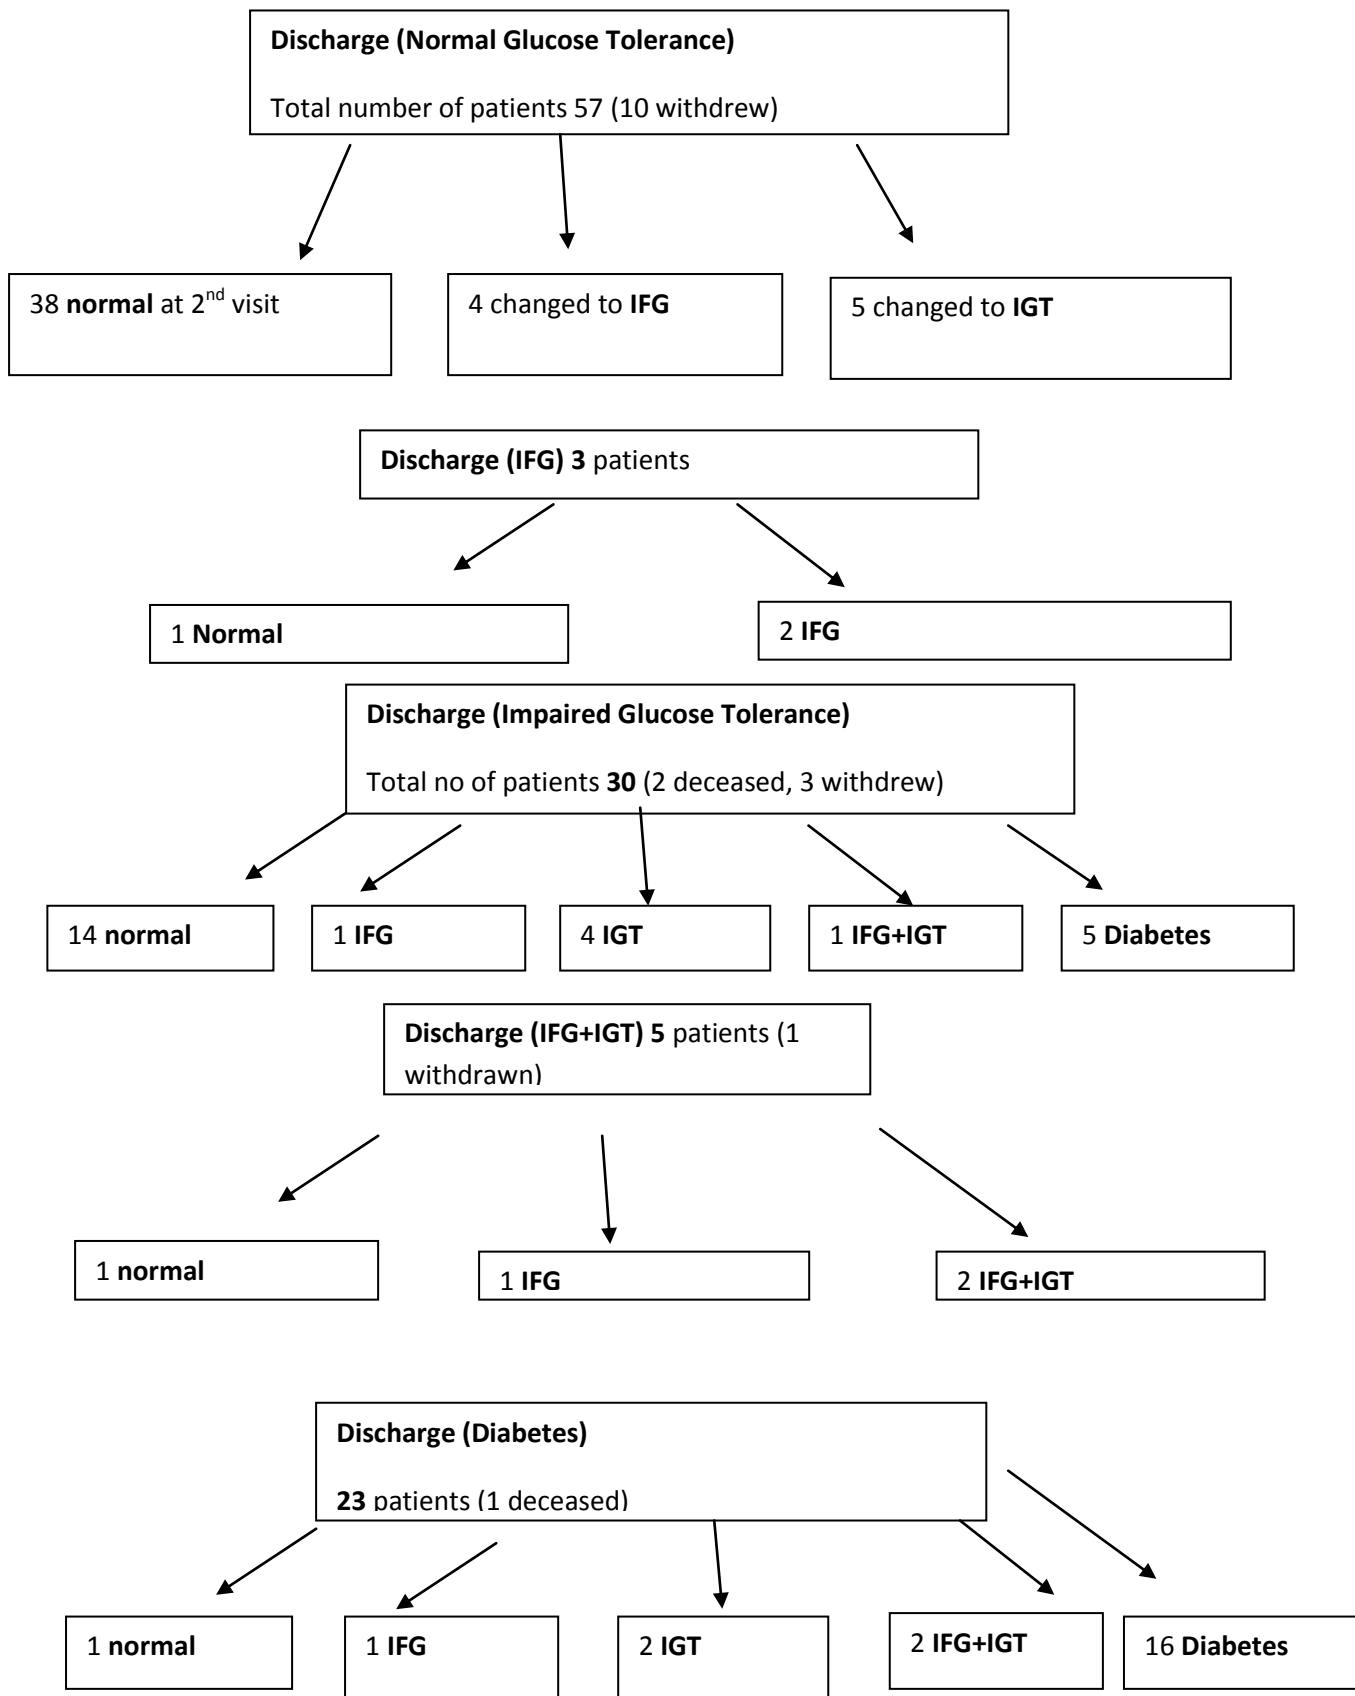 Discharge (Normal Glucose Tolerance)
Total number of patients 57 (10 withdrew)
38 normal at 2nd visit
4 changed to IFG
5 changed to IGT
Discharge (IFG) 3 patients
1 Normal
2 IFG
Discharge (Impaired Glucose Tolerance)
Total no of patients 30 (2 deceased, 3 withdrew)
14 normal
1 IFG
4 IGT
1 IFG+IGT
5 Diabetes
Discharge (IFG+IGT) 5 patients (1
withdrawn)
1 normal
1 IFG
2 IFG+IGT
Discharge (Diabetes)
23 patients (1 deceased)
1 normal
1 IFG
2 IGT
2 IFG+IGT
16 Diabetes